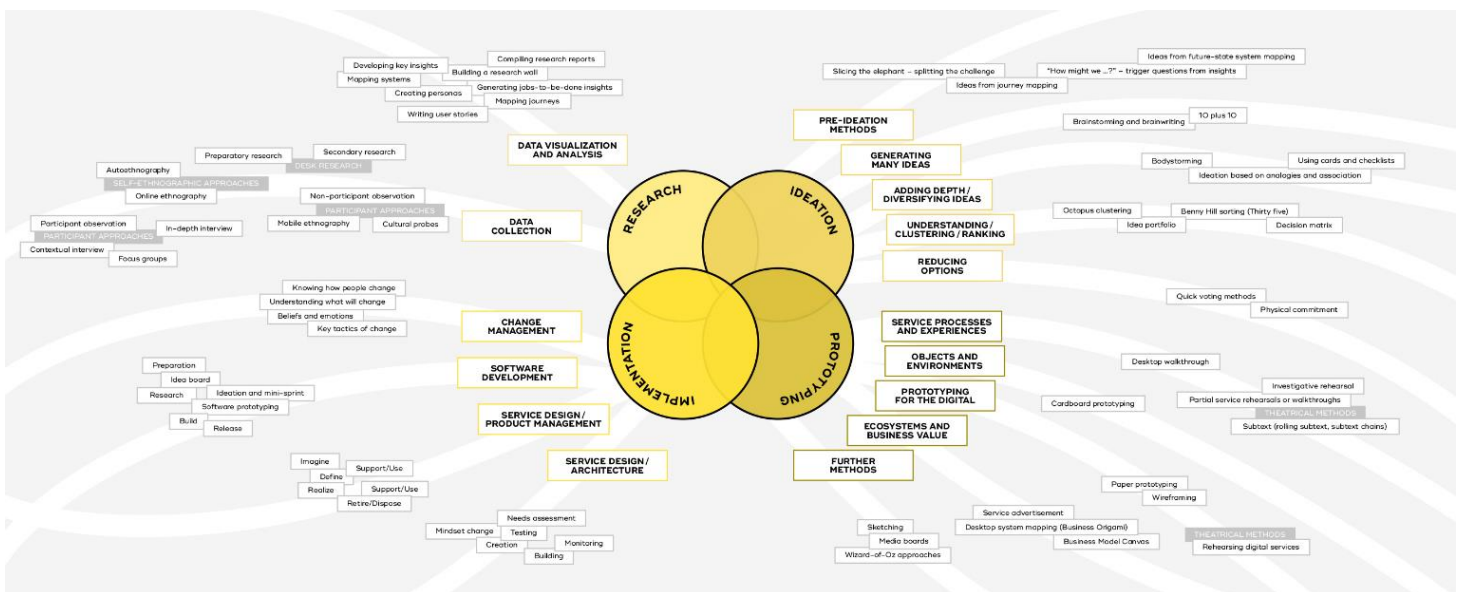 Compiling research reports
Developing key insights
Building a research wall
Mapping systems
Generating jobs-to-be-done insights
Creating personas
Mapping journeys
Writing user stories
DATA VISUALIZATION
AND ANALYSIS
Secondary research
Preparatory research
DESK RESEARCH
Autoethnography
SELF-ETHNOGRAPHIC APPROACHES
Online ethnography
Non-participant observation
PARTICIPANT APPROACHES
Mobile ethnography
Cultural probes
Participant observation
In-depth interview
PARTICIPANT APPROACHES
Contextual interview
Focus groups
DATA
COLLECTION
Knowing how people change
Understanding what will change
Beliefs and emotions
Key tactics of change
CHANGE
MANAGEMENT
Preparation
Idea board
Research
Ideation and mini-sprint
Software prototyping
Build
Release
SOFTWARE
DEVELOPMENT
SERVICE DESIGN /
PRODUCT MANAGEMENT
Imagine
Support/Use
Define
Realize
Support/Use
Retire/Dispose
SERVICE DESIGN /
ARCHITECTURE
Needs assessment
Mindset change
Testing
Creation
Monitoring
Building
RESEARCH
IDEATION
IMPLEMENTATION
PROTOTYPING
Ideas from future-state system mapping
Slicing the elephant – splitting the challenge
"How might we ...?" – trigger questions from insights
Ideas from journey mapping
PRE-IDEATION
METHODS
10 plus 10
Brainstorming and brainwriting
GENERATING
MANY IDEAS
Bodystorming
Using cards and checklists
Ideation based on analogies and association
ADDING DEPTH /
DIVERSIFYING IDEAS
Octopus clustering
Benny Hill sorting (Thirty five)
Idea portfolio
Decision matrix
UNDERSTANDING /
CLUSTERING / RANKING
REDUCING
OPTIONS
Quick voting methods
Physical commitment
SERVICE PROCESSES
AND EXPERIENCES
OBJECTS AND
ENVIRONMENTS
Desktop walkthrough
Investigative rehearsal
Partial service rehearsals or walkthroughs
THEATRICAL METHODS
Subtext (rolling subtext, subtext chains)
Cardboard prototyping
PROTOTYPING
FOR THE DIGITAL
ECOSYSTEMS AND
BUSINESS VALUE
FURTHER
METHODS
Paper prototyping
Wireframing
Service advertisement
Desktop system mapping (Business Origami)
Business Model Canvas
THEATRICAL METHODS
Rehearsing digital services
Sketching
Media boards
Wizard-of-Oz approaches